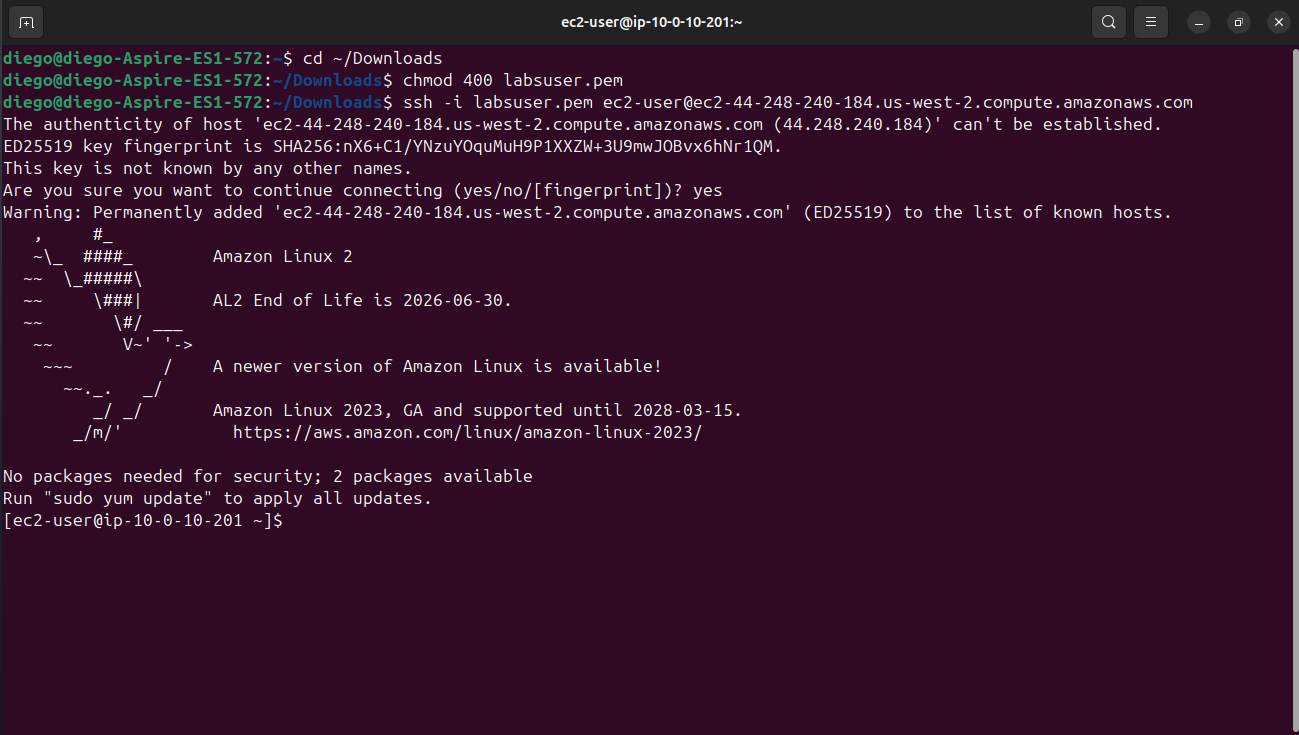 ec2-user@ip-10-0-10-201:~
diego@diego-Aspire-ES1-572:~$ cd ~/Downloads
diego@diego-Aspire-ES1-572:~/Downloads$ chmod 400 labsuser.pem
diego@diego-Aspire-ES1-572:~/Downloads$ ssh -i labsuser.pem ec2-user@ec2-44-248-240-184.us-west-2.compute.amazonaws.com
The authenticity of host 'ec2-44-248-240-184.us-west-2.compute.amazonaws.com (44.248.240.184)' can't be established.
ED25519 key fingerprint is SHA256:nX6+C1/YNzuYOquMuH9P1XXZW+3U9mwJOBvx6hNr1QM.
This key is not known by any other names.
Are you sure you want to continue connecting (yes/no/[fingerprint])? yes
Warning: Permanently added 'ec2-44-248-240-184.us-west-2.compute.amazonaws.com' (ED25519) to the list of known hosts.
   ,     #_
   ~\_  ####_        Amazon Linux 2
  ~~  \_#####\
  ~~     \###|       AL2 End of Life is 2026-06-30.
  ~~       \#/ ___
   ~~       V~' '->
    ~~~         /    A newer version of Amazon Linux is available!
      ~~._.   _/
         _/ _/       Amazon Linux 2023, GA and supported until 2028-03-15.
       _/m/'           https://aws.amazon.com/linux/amazon-linux-2023/

No packages needed for security; 2 packages available
Run "sudo yum update" to apply all updates.
[ec2-user@ip-10-0-10-201 ~]$